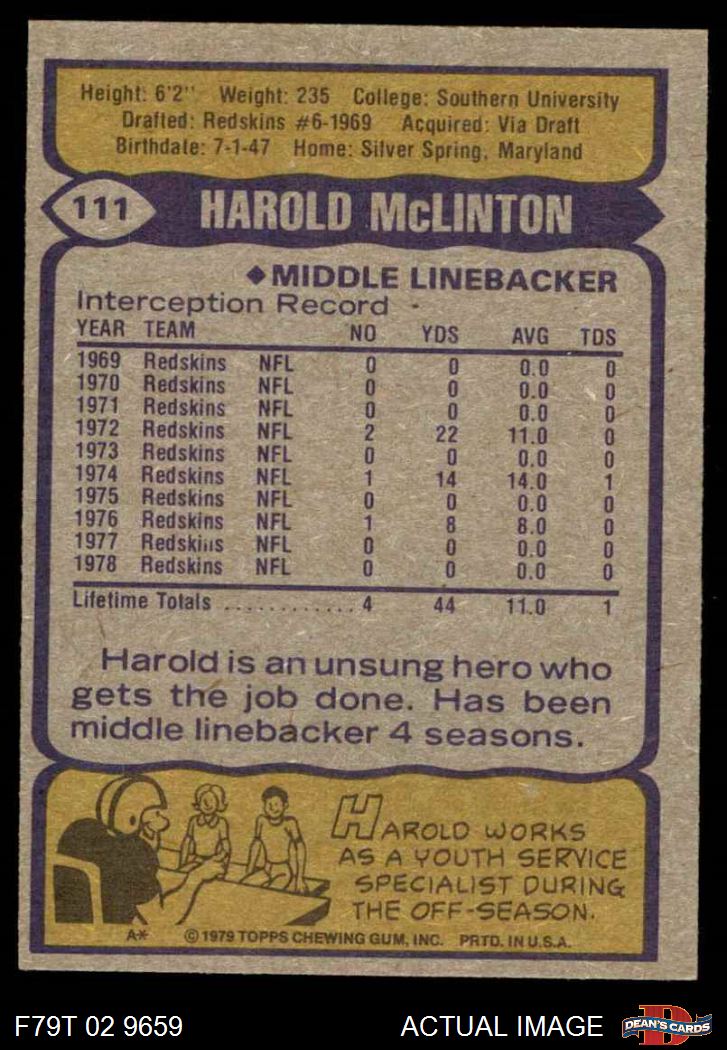 Height: 6'2" Weight: 235 College: Southern University
Drafted: Redskins #6-1969 Acquired: Via Draft
Birthdate: 7-1-47 Home: Silver Spring, Maryland
111 HAROLD McLINTON
◆MIDDLE LINEBACKER
Interception Record
YEAR TEAM NO YDS AVG TDS
1969 Redskins NFL 0 0 0.0 0
1970 Redskins NFL 0 0 0.0 0
1971 Redskins NFL 0 0 0.0 0
1972 Redskins NFL 2 22 11.0 0
1973 Redskins NFL 0 0 0.0 0
1974 Redskins NFL 1 14 14.0 1
1975 Redskins NFL 0 0 0.0 0
1976 Redskins NFL 1 8 8.0 0
1977 Redskins NFL 0 0 0.0 0
1978 Redskins NFL 0 0 0.0 0
Lifetime Totals ............ 4 44 11.0 1
Harold is an unsung hero who
gets the job done. Has been
middle linebacker 4 seasons.
HAROLD WORKS
AS A YOUTH SERVICE
SPECIALIST DURING
THE OFF-SEASON.
A* © 1979 TOPPS CHEWING GUM, INC. PRTD. IN U.S.A.
F79T 02 9659 ACTUAL IMAGE D DEAN'S CARDS